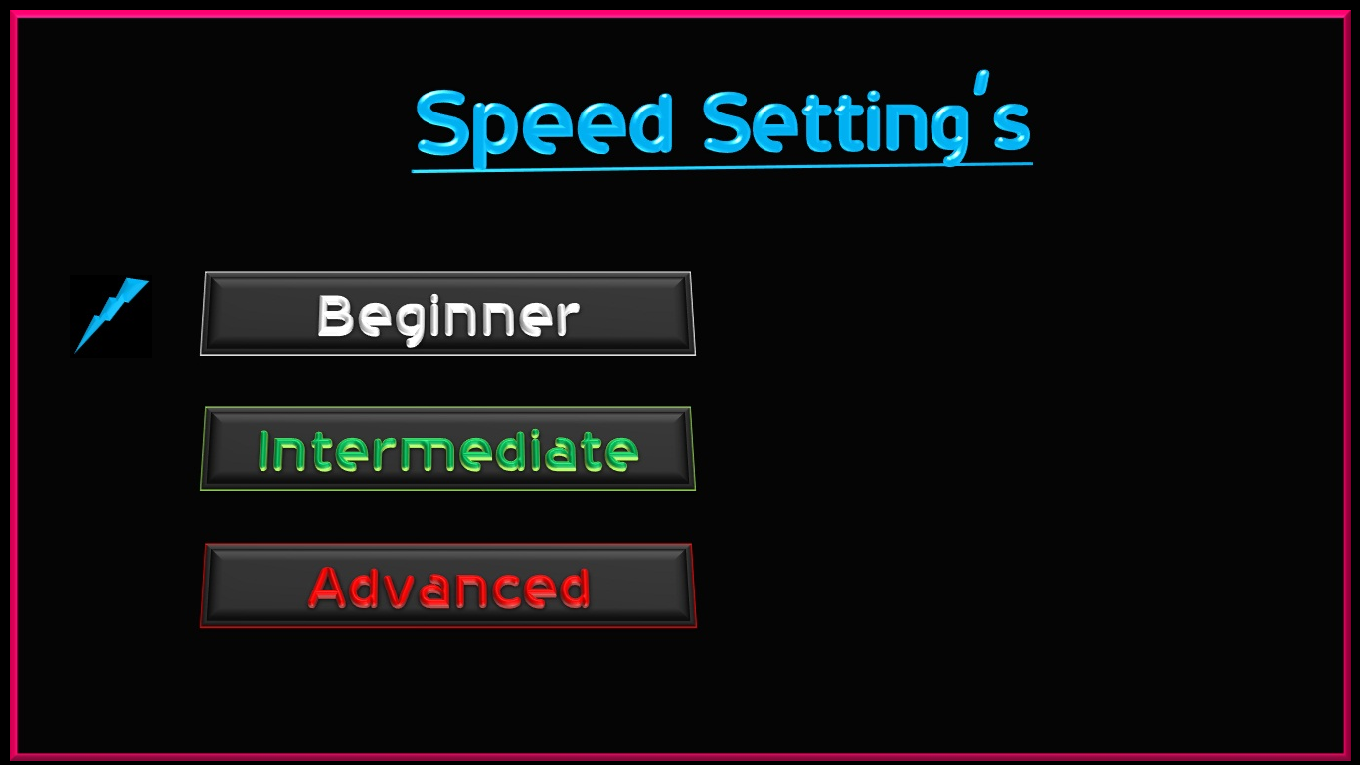 Speed Setting's
Beginner
Intermediate
Advanced